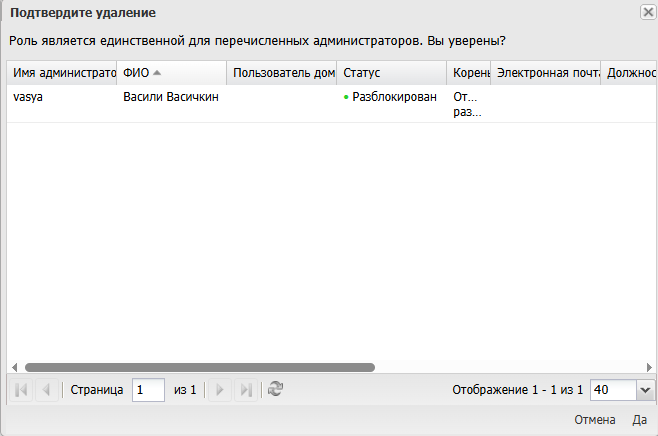 Подтвердите удаление
Роль является единственной для перечисленных администраторов. Вы уверены?
Имя администрато ФИО Пользователь дом Статус Корень Электронная почта Должнос
vasya Васили Васичкин Разблокирован От...
раз...
Страница 1 из 1 Отображение 1 - 1 из 1 40
Отмена Да